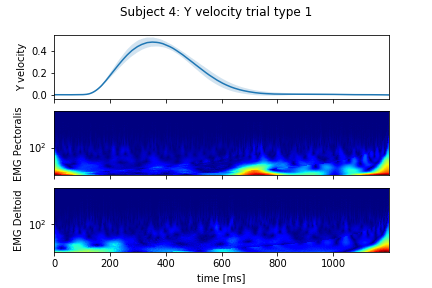 Subject 4: Y velocity trial type 1
Y velocity
0.4
0.2
0.0
EMG Pectoralis
10²
EMG Deltoid
10²
0 200 400 600 800 1000
time [ms]